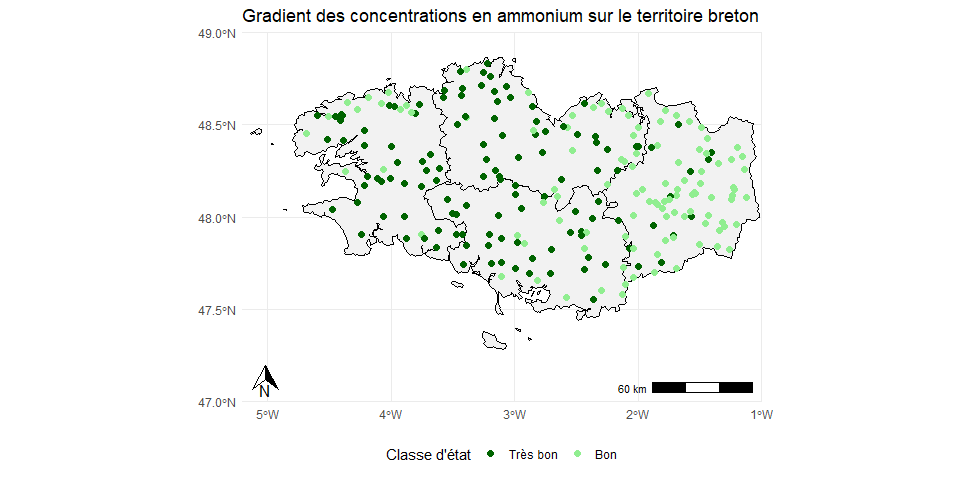 Gradient des concentrations en ammonium sur le territoire breton
49.0°N
48.5°N
48.0°N
47.5°N
47.0°N
N
60 km
5°W 4°W 3°W 2°W 1°W
Classe d'état Très bon Bon